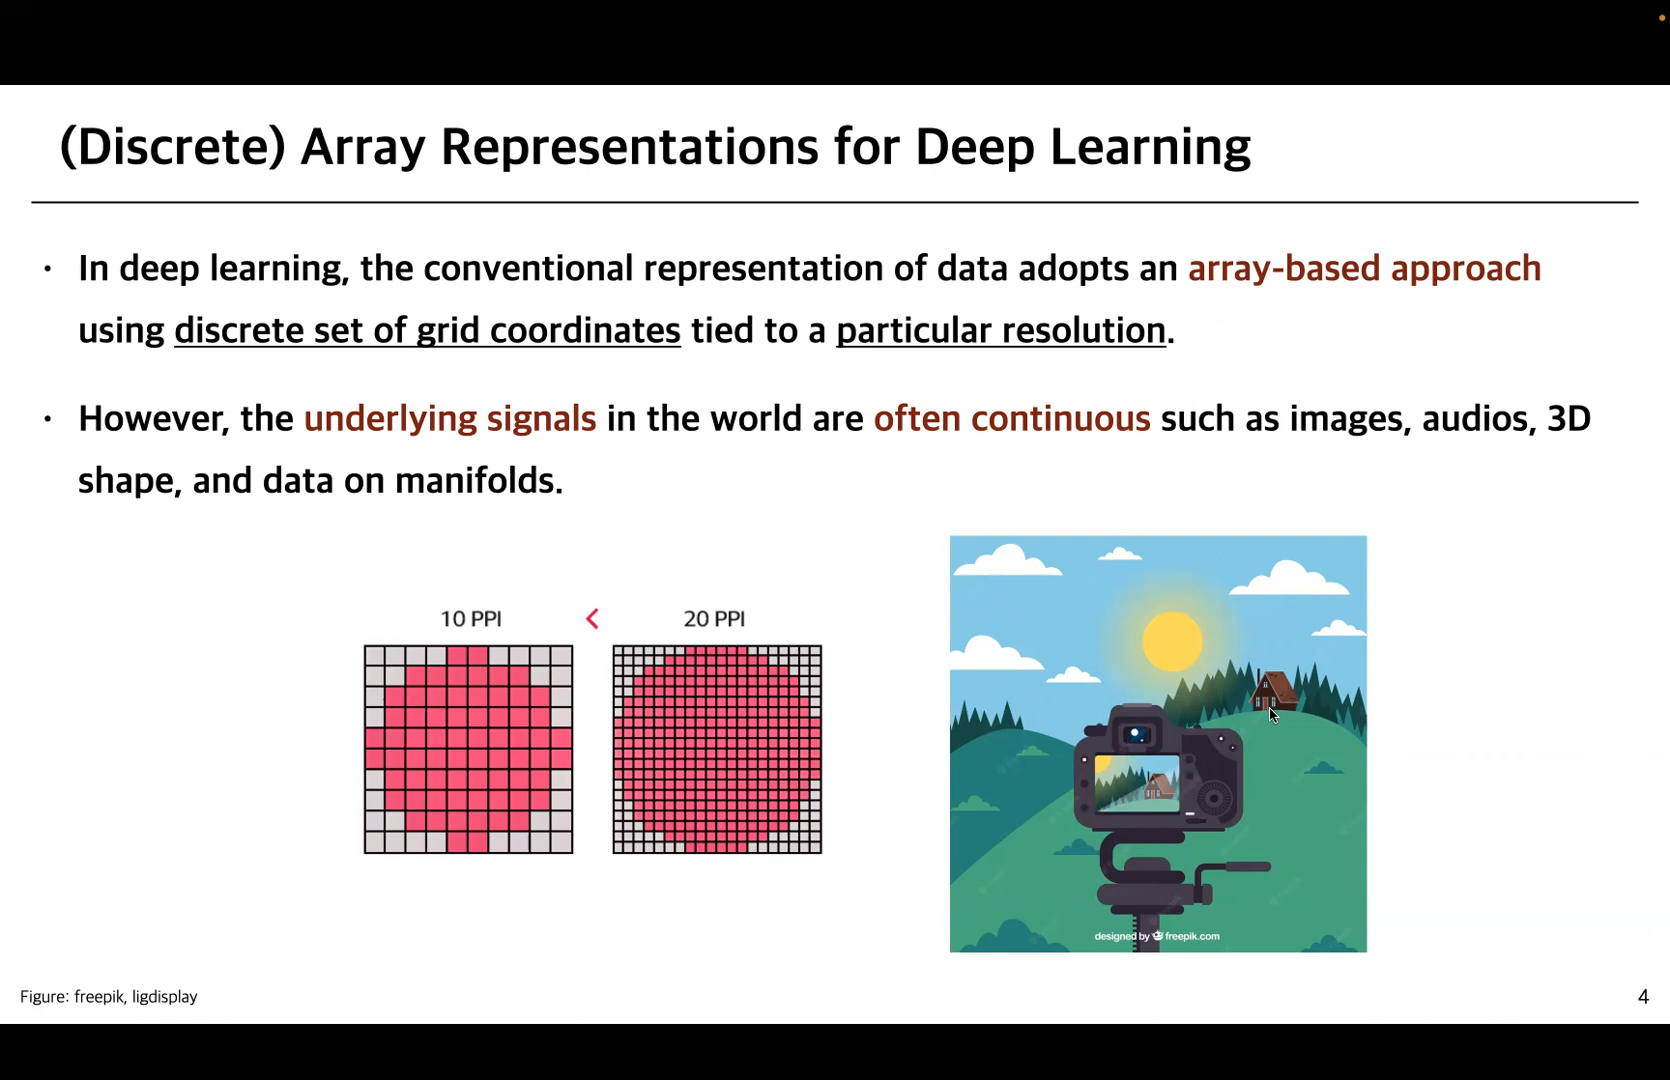 (Discrete) Array Representations for Deep Learning
• In deep learning, the conventional representation of data adopts an array-based approach
using discrete set of grid coordinates tied to a particular resolution.
• However, the underlying signals in the world are often continuous such as images, audios, 3D
shape, and data on manifolds.
10 PPI < 20 PPI
designed by freepik.com
Figure: freepik, ligdisplay
4